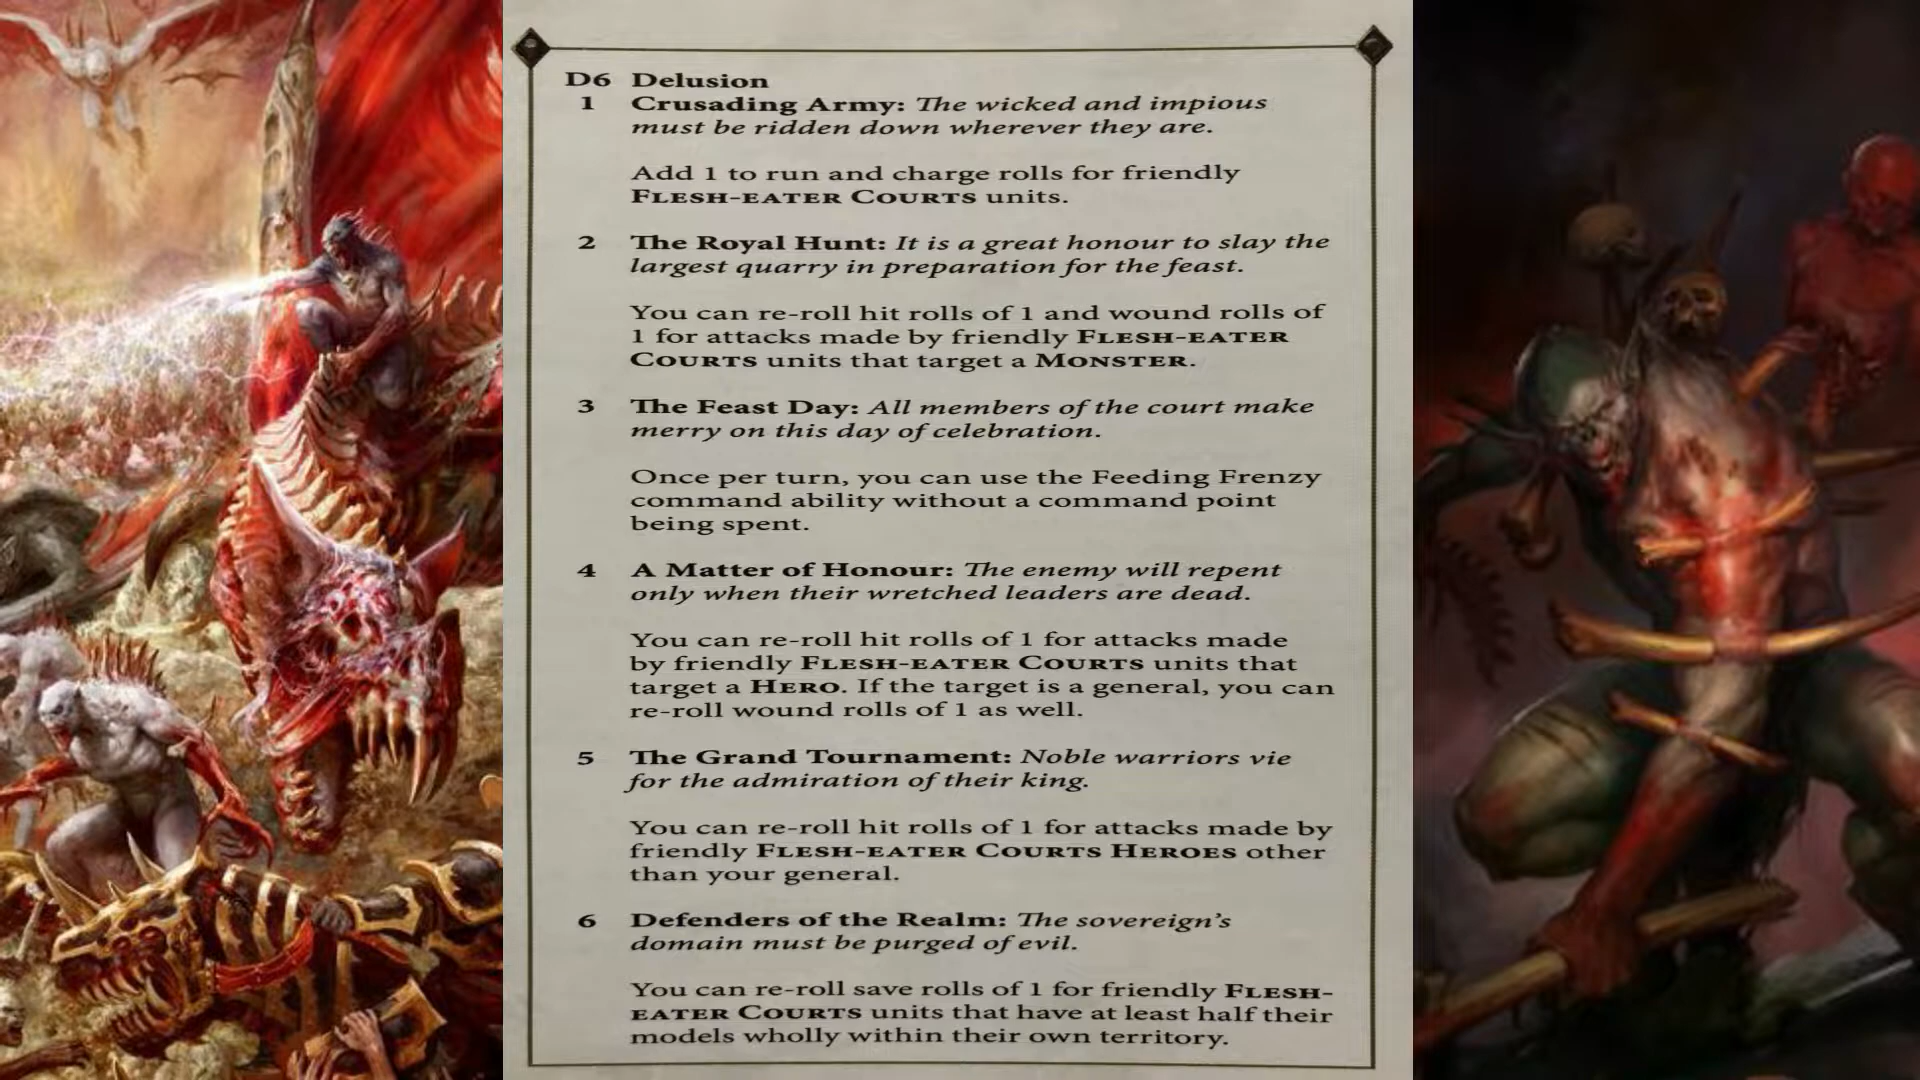 D6 Delusion
1 Crusading Army: The wicked and impious
must be ridden down wherever they are.
Add 1 to run and charge rolls for friendly
FLESH-EATER COURTS units.
2 The Royal Hunt: It is a great honour to slay the
largest quarry in preparation for the feast.
You can re-roll hit rolls of 1 and wound rolls of
1 for attacks made by friendly FLESH-EATER
COURTS units that target a MONSTER.
3 The Feast Day: All members of the court make
merry on this day of celebration.
Once per turn, you can use the Feeding Frenzy
command ability without a command point
being spent.
4 A Matter of Honour: The enemy will repent
only when their wretched leaders are dead.
You can re-roll hit rolls of 1 for attacks made
by friendly FLESH-EATER COURTS units that
target a HERO. If the target is a general, you can
re-roll wound rolls of 1 as well.
5 The Grand Tournament: Noble warriors vie
for the admiration of their king.
You can re-roll hit rolls of 1 for attacks made by
friendly FLESH-EATER COURTS HEROES other
than your general.
6 Defenders of the Realm: The sovereign's
domain must be purged of evil.
You can re-roll save rolls of 1 for friendly FLESH-
EATER COURTS units that have at least half their
models wholly within their own territory.